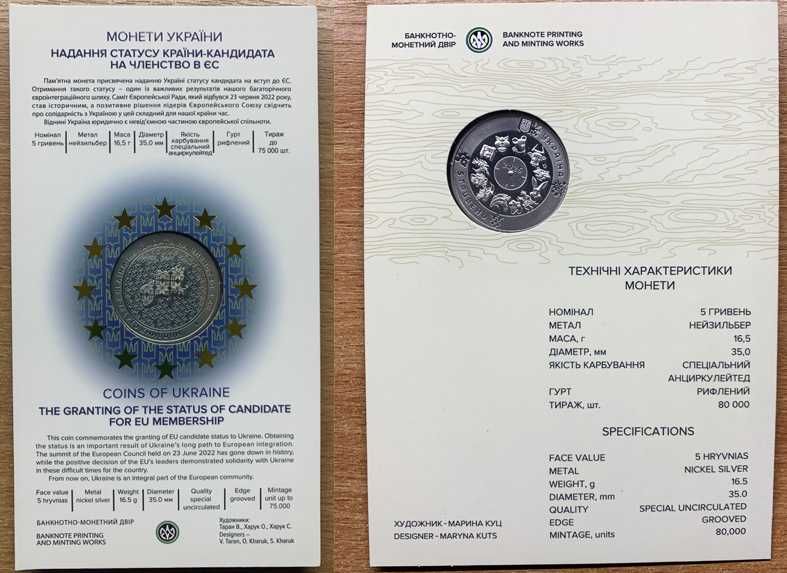 МОНЕТИ УКРАЇНИ
НАДАННЯ СТАТУСУ КРАЇНИ-КАНДИДАТА
НА ЧЛЕНСТВО В ЄС
Пам'ятна монета присвячена наданню Україні статусу кандидата на вступ до ЄС.
Отримання такого статусу – один із важливих результатів нашого багаторічного
євроінтеграційного шляху. Саміт Європейської Ради, який відбувся 23 червня 2022 року,
став історичним, а позитивне рішення лідерів Європейського Союзу свідчить
про солідарність з Україною у цей складний для нашої країни час.
Віднині Україна юридично є невід'ємною частиною європейської спільноти.
Номінал
5 гривень
Метал
нейзильбер
Маса
16,5 г
Діаметр
35,0 мм
Якість
карбування
спеціальний
анциркулейтед
Гурт
рифлений
Тираж
до
75 000 шт.
COINS OF UKRAINE
THE GRANTING OF THE STATUS OF CANDIDATE
FOR EU MEMBERSHIP
This coin commemorates the granting of EU candidate status to Ukraine. Obtaining
the status is an important result of Ukraine's long path to European integration.
The summit of the European Council held on 23 June 2022 has gone down in history,
while the positive decision of the EU's leaders demonstrated solidarity with Ukraine
in these difficult times for the country.
From now on, Ukraine is an integral part of the European community.
Face value
5 hryvnias
Metal
nickel silver
Weight
16.5 g
Diameter
35.0 mm
Quality
special
uncirculated
Edge
grooved
Mintage
unit up to
75.000
БАНКНОТНО-МОНЕТНИЙ ДВІР
BANKNOTE PRINTING
AND MINTING WORKS
Художники:
Таран В., Харук О., Харук С.
Designers –
V. Taran, O. Kharuk, S. Kharuk
БАНКНОТНО-
МОНЕТНИЙ ДВІР
BANKNOTE PRINTING
AND MINTING WORKS
УКРАЇНА
5 ГРИВЕНЬ
ТЕХНІЧНІ ХАРАКТЕРИСТИКИ
МОНЕТИ
НОМІНАЛ 5 ГРИВЕНЬ
МЕТАЛ НЕЙЗИЛЬБЕР
МАСА, г 16,5
ДІАМЕТР, мм 35,0
ЯКІСТЬ КАРБУВАННЯ СПЕЦІАЛЬНИЙ
АНЦИРКУЛЕЙТЕД
ГУРТ РИФЛЕНИЙ
ТИРАЖ, шт. 80 000
SPECIFICATIONS
FACE VALUE 5 HRYVNIAS
METAL NICKEL SILVER
WEIGHT, g 16.5
DIAMETER, mm 35.0
QUALITY SPECIAL UNCIRCULATED
EDGE GROOVED
MINTAGE, units 80,000
ХУДОЖНИК - МАРИНА КУЦ
DESIGNER - MARYNA KUTS